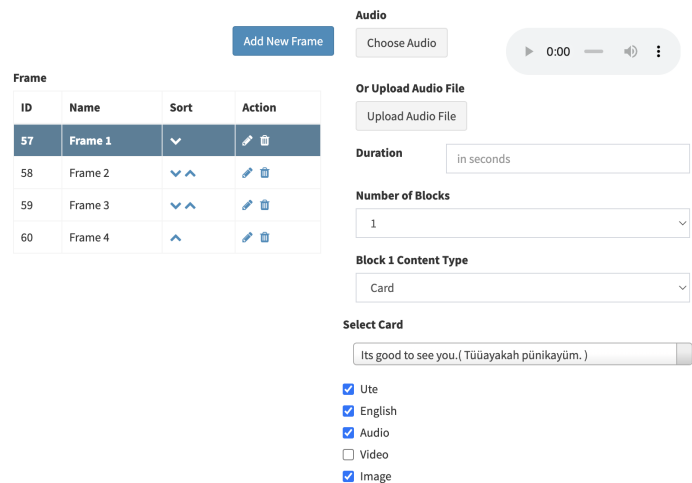 Add New Frame
Frame
ID Name Sort Action
57 Frame 1
58 Frame 2
59 Frame 3
60 Frame 4
Audio
Choose Audio
0:00
Or Upload Audio File
Upload Audio File
Duration in seconds
Number of Blocks
1
Block 1 Content Type
Card
Select Card
Its good to see you.( Tüüayakah pünikayüm. )
Ute
English
Audio
Video
Image